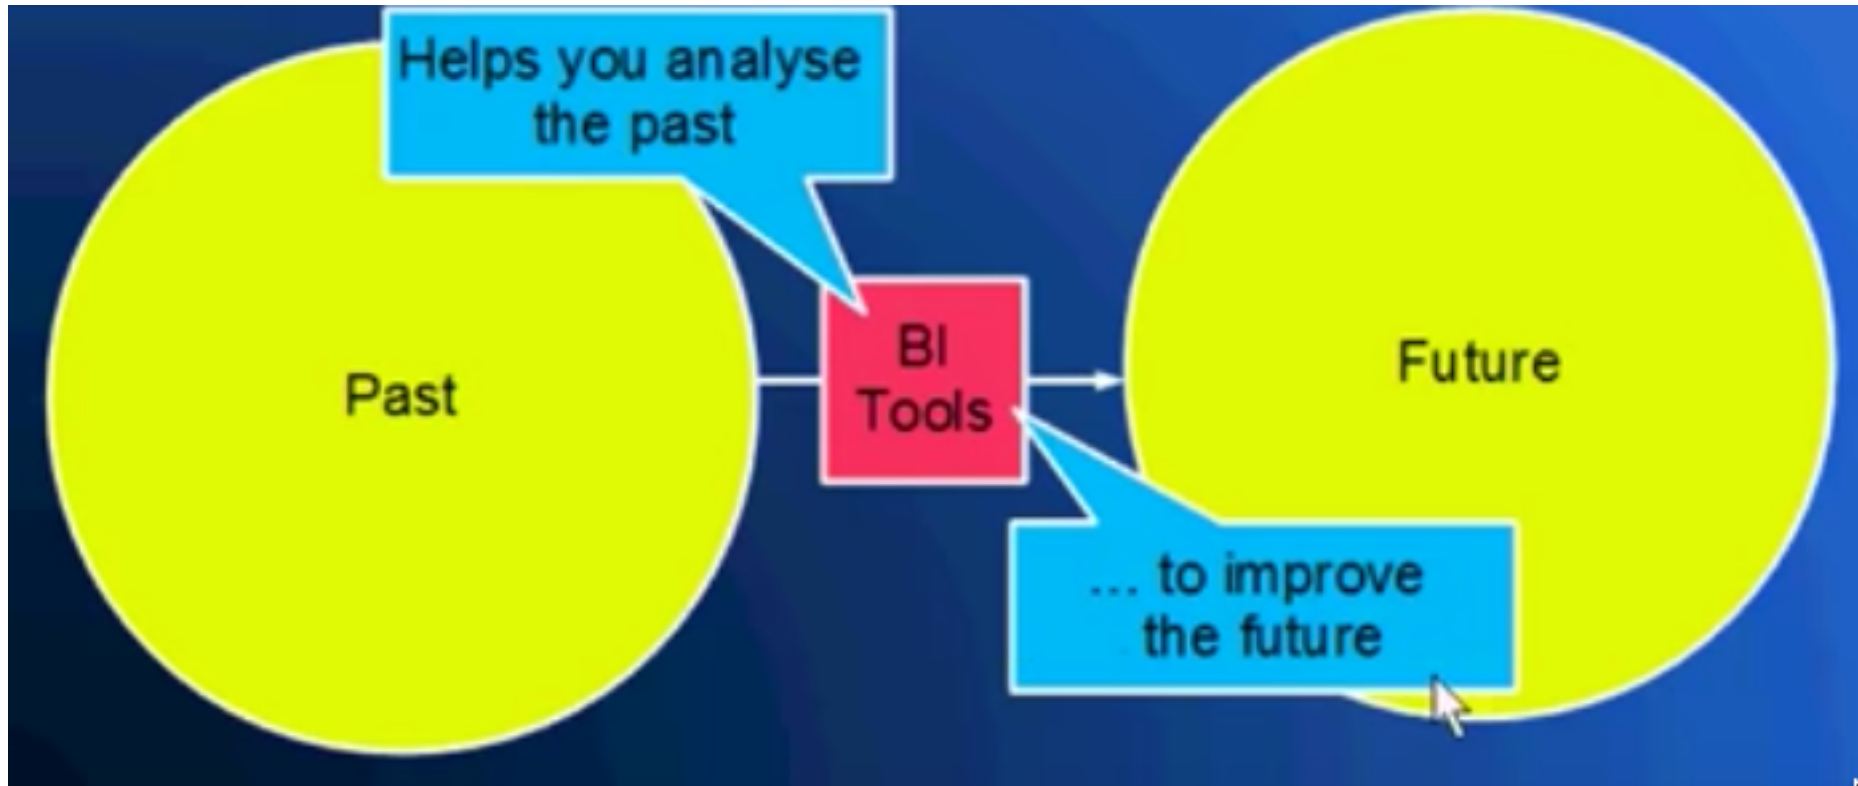 Helps you analyse
the past
Past
BI
Tools
Future
... to improve
the future